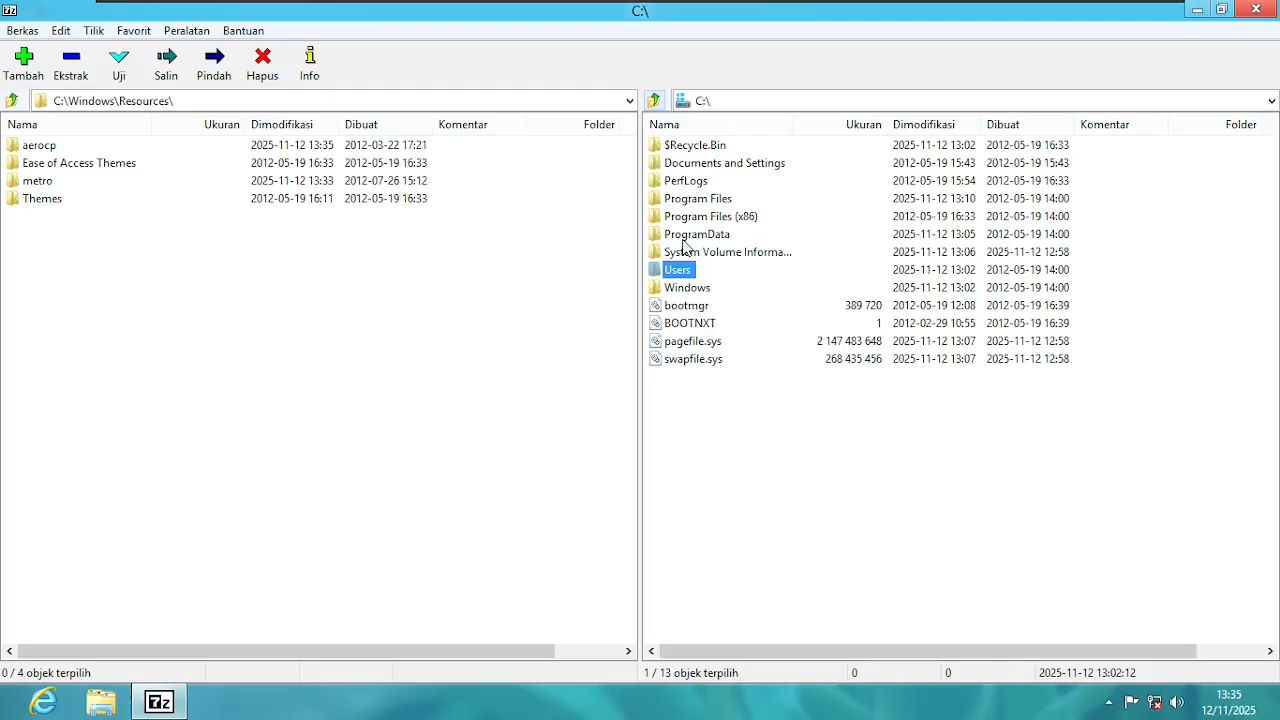 7z C:\
Berkas Edit Tilik Favorit Peralatan Bantuan
Tambah Ekstrak Uji Salin Pindah Hapus Info
C:\Windows\Resources\
Nama Ukuran Dimodifikasi Dibuat Komentar Folder
aerocp 2025-11-12 13:35 2012-03-22 17:21
Ease of Access Themes 2012-05-19 16:33 2012-05-19 16:33
metro 2025-11-12 13:33 2012-07-26 15:12
Themes 2012-05-19 16:11 2012-05-19 16:33
0 / 4 objek terpilih
C:\
Nama Ukuran Dimodifikasi Dibuat Komentar Folder
$Recycle.Bin 2025-11-12 13:02 2012-05-19 16:33
Documents and Settings 2012-05-19 15:43 2012-05-19 15:43
PerfLogs 2012-05-19 15:54 2012-05-19 16:33
Program Files 2025-11-12 13:10 2012-05-19 14:00
Program Files (x86) 2012-05-19 16:33 2012-05-19 14:00
ProgramData 2025-11-12 13:05 2012-05-19 14:00
System Volume Informa... 2025-11-12 13:06 2025-11-12 12:58
Users 2025-11-12 13:02 2012-05-19 14:00
Windows 2025-11-12 13:02 2012-05-19 14:00
bootmgr 389 720 2012-05-19 12:08 2012-05-19 16:39
BOOTNXT 1 2012-02-29 10:55 2012-05-19 16:39
pagefile.sys 2 147 483 648 2025-11-12 13:07 2025-11-12 12:58
swapfile.sys 268 435 456 2025-11-12 13:07 2025-11-12 12:58
1 / 13 objek terpilih 0 0 2025-11-12 13:02:12
7z
13:35
12/11/2025